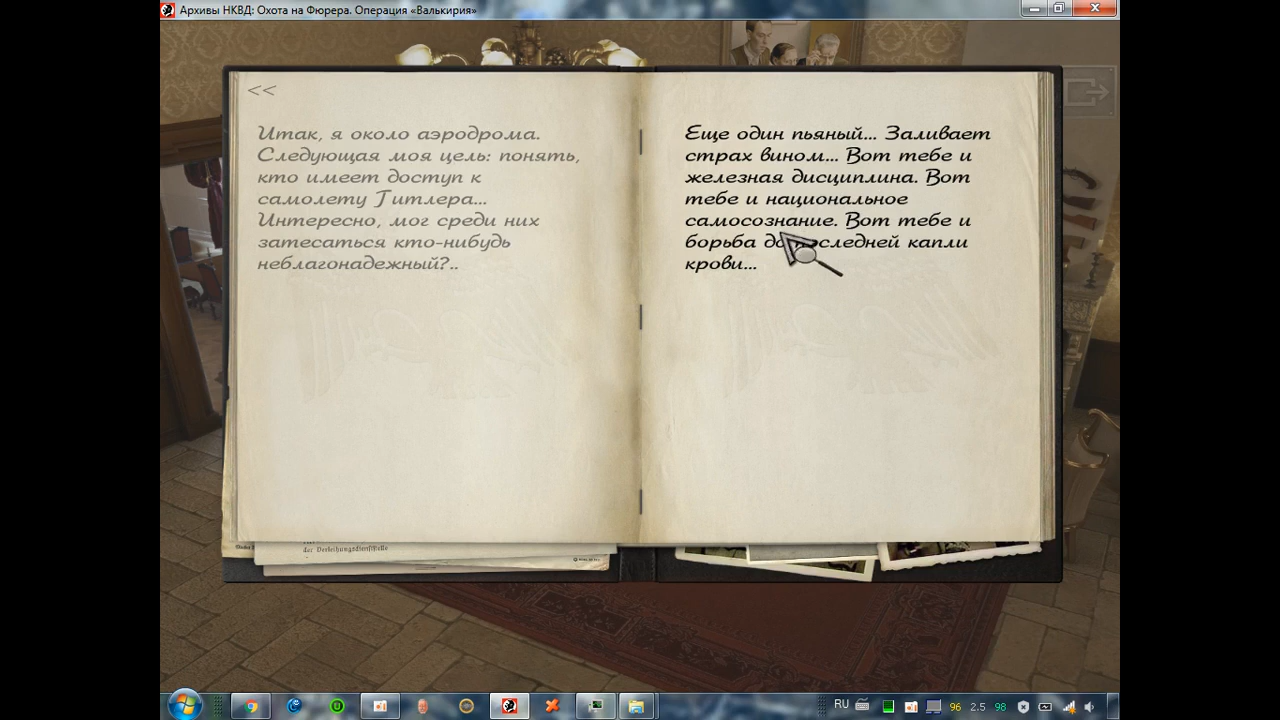 Архивы НКВД: Охота на Фюрера. Операция «Валькирия»
<<
Итак, я около аэродрома.
Следующая моя цель: понять,
кто имеет доступ к
самолету Гитлера...
Интересно, мог среди них
затесаться кто-нибудь
неблагонадежный?..
Еще один пьяный... Заливает
страх вином... Вот тебе и
железная дисциплина. Вот
тебе и национальное
самосознание. Вот тебе и
борьба до последней капли
крови...
der Verleihungsdienststelle
RU 96 2.5 98